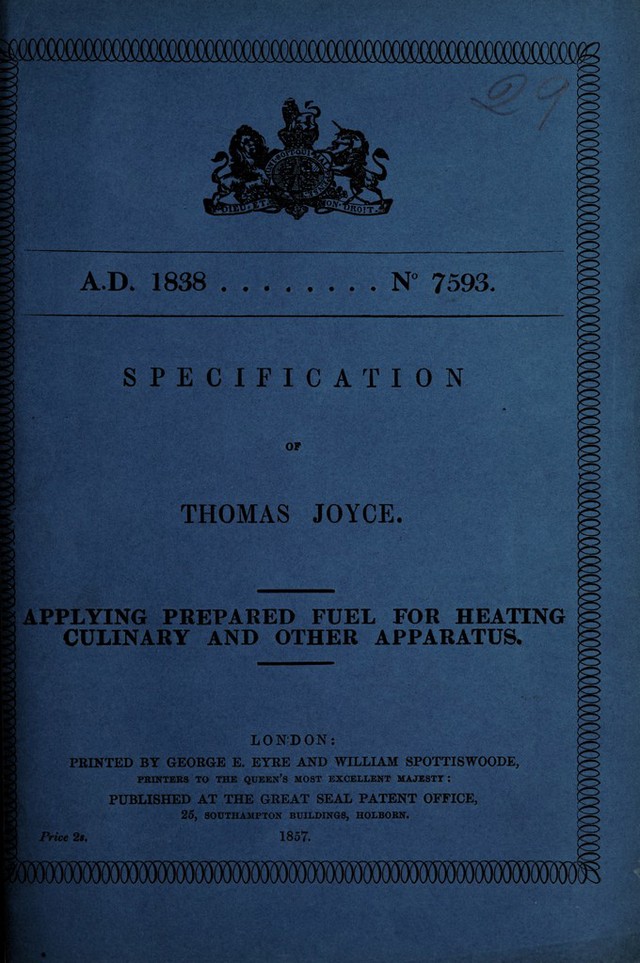 29
DIEU ET MON DROIT
A.D. 1838 . . . . . . . . Nº 7593.
SPECIFICATION
OF
THOMAS JOYCE.
APPLYING PREPARED FUEL FOR HEATING
CULINARY AND OTHER APPARATUS.
LONDON:
PRINTED BY GEORGE E. EYRE AND WILLIAM SPOTTISWOODE,
PRINTERS TO THE QUEEN'S MOST EXCELLENT MAJESTY:
PUBLISHED AT THE GREAT SEAL PATENT OFFICE,
25, SOUTHAMPTON BUILDINGS, HOLBORN.
Price 2s. 1857.